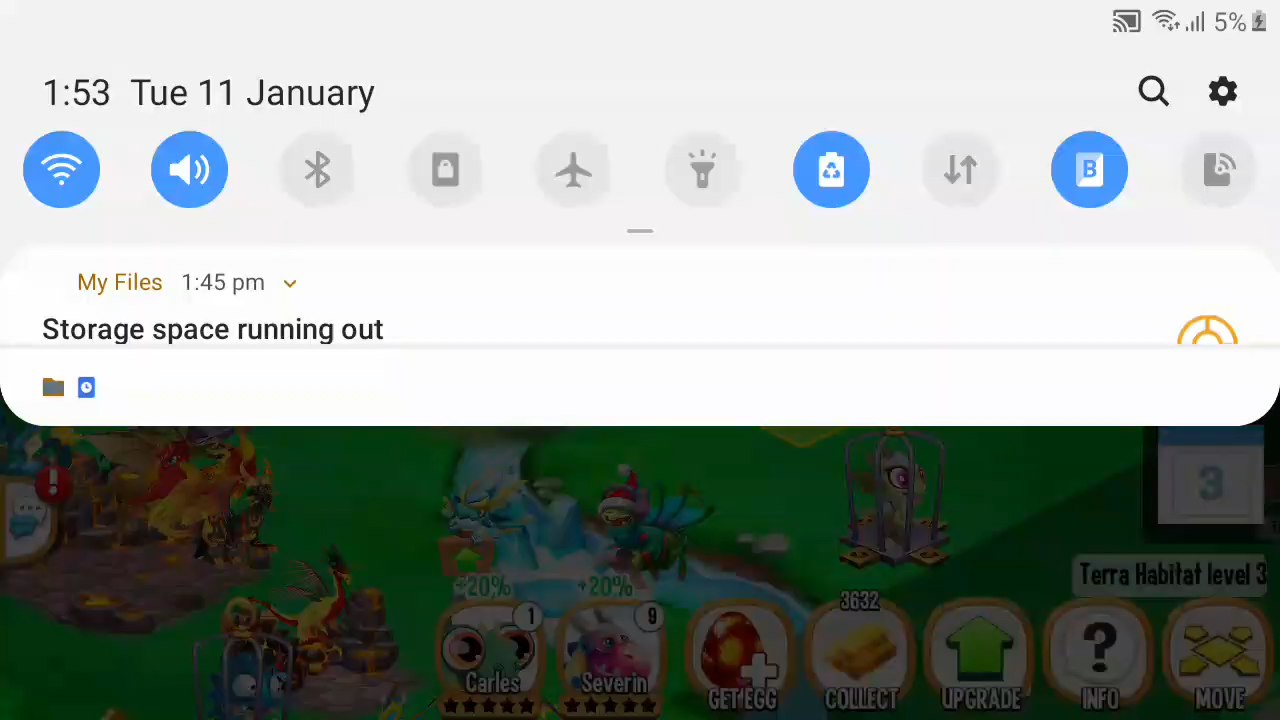 5%
1:53 Tue 11 January
B
My Files 1:45 pm
Storage space running out
3
Terra Habitat level 3
+20% +20% 3632
1 9
Carles Severin GET EGG COLLECT UPGRADE INFO MOVE